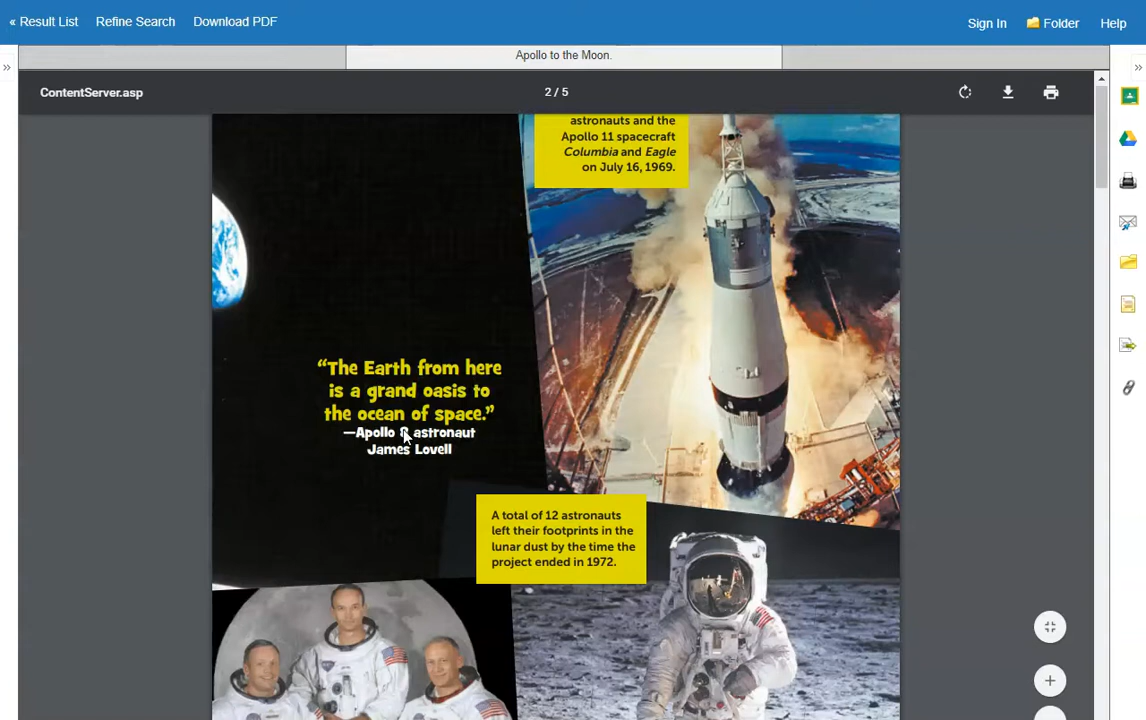 « Result List Refine Search Download PDF
Sign In Folder Help
Apollo to the Moon.
»
»
ContentServer.asp
2 / 5
astronauts and the
Apollo 11 spacecraft
Columbia and Eagle
on July 16, 1969.
“The Earth from here
is a grand oasis to
the ocean of space.”
—Apollo 8 astronaut
James Lovell
A total of 12 astronauts
left their footprints in the
lunar dust by the time the
project ended in 1972.